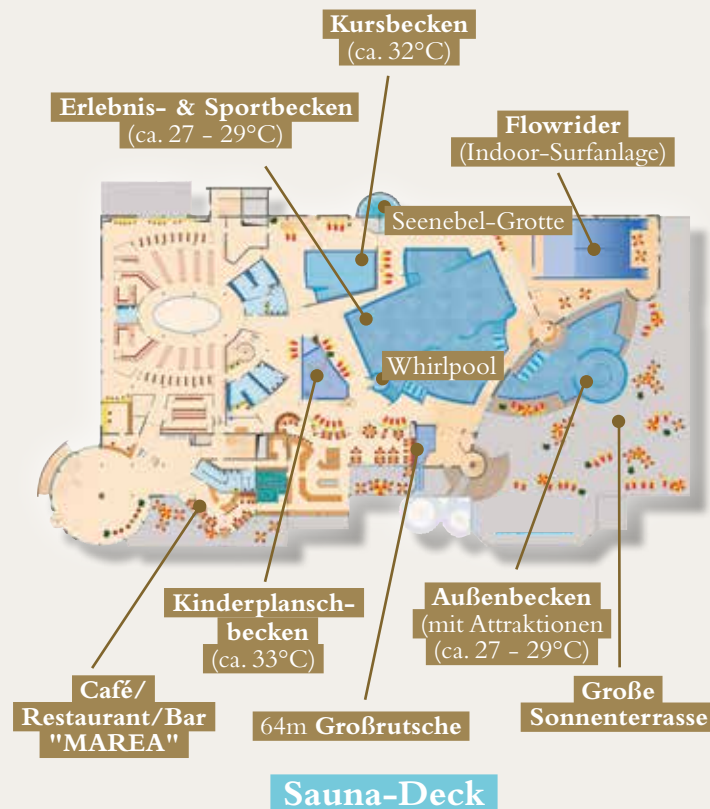 Kursbecken
(ca. 32°C)
Erlebnis- & Sportbecken
(ca. 27 - 29°C)
Flowrider
(Indoor-Surfanlage)
Seenebel-Grotte
Whirlpool
Kinderplansch-
becken
(ca. 33°C)
Außenbecken
(mit Attraktionen
(ca. 27 - 29°C)
Café/
Restaurant/Bar
"MAREA"
64m Großrutsche
Große
Sonnenterrasse
Sauna-Deck